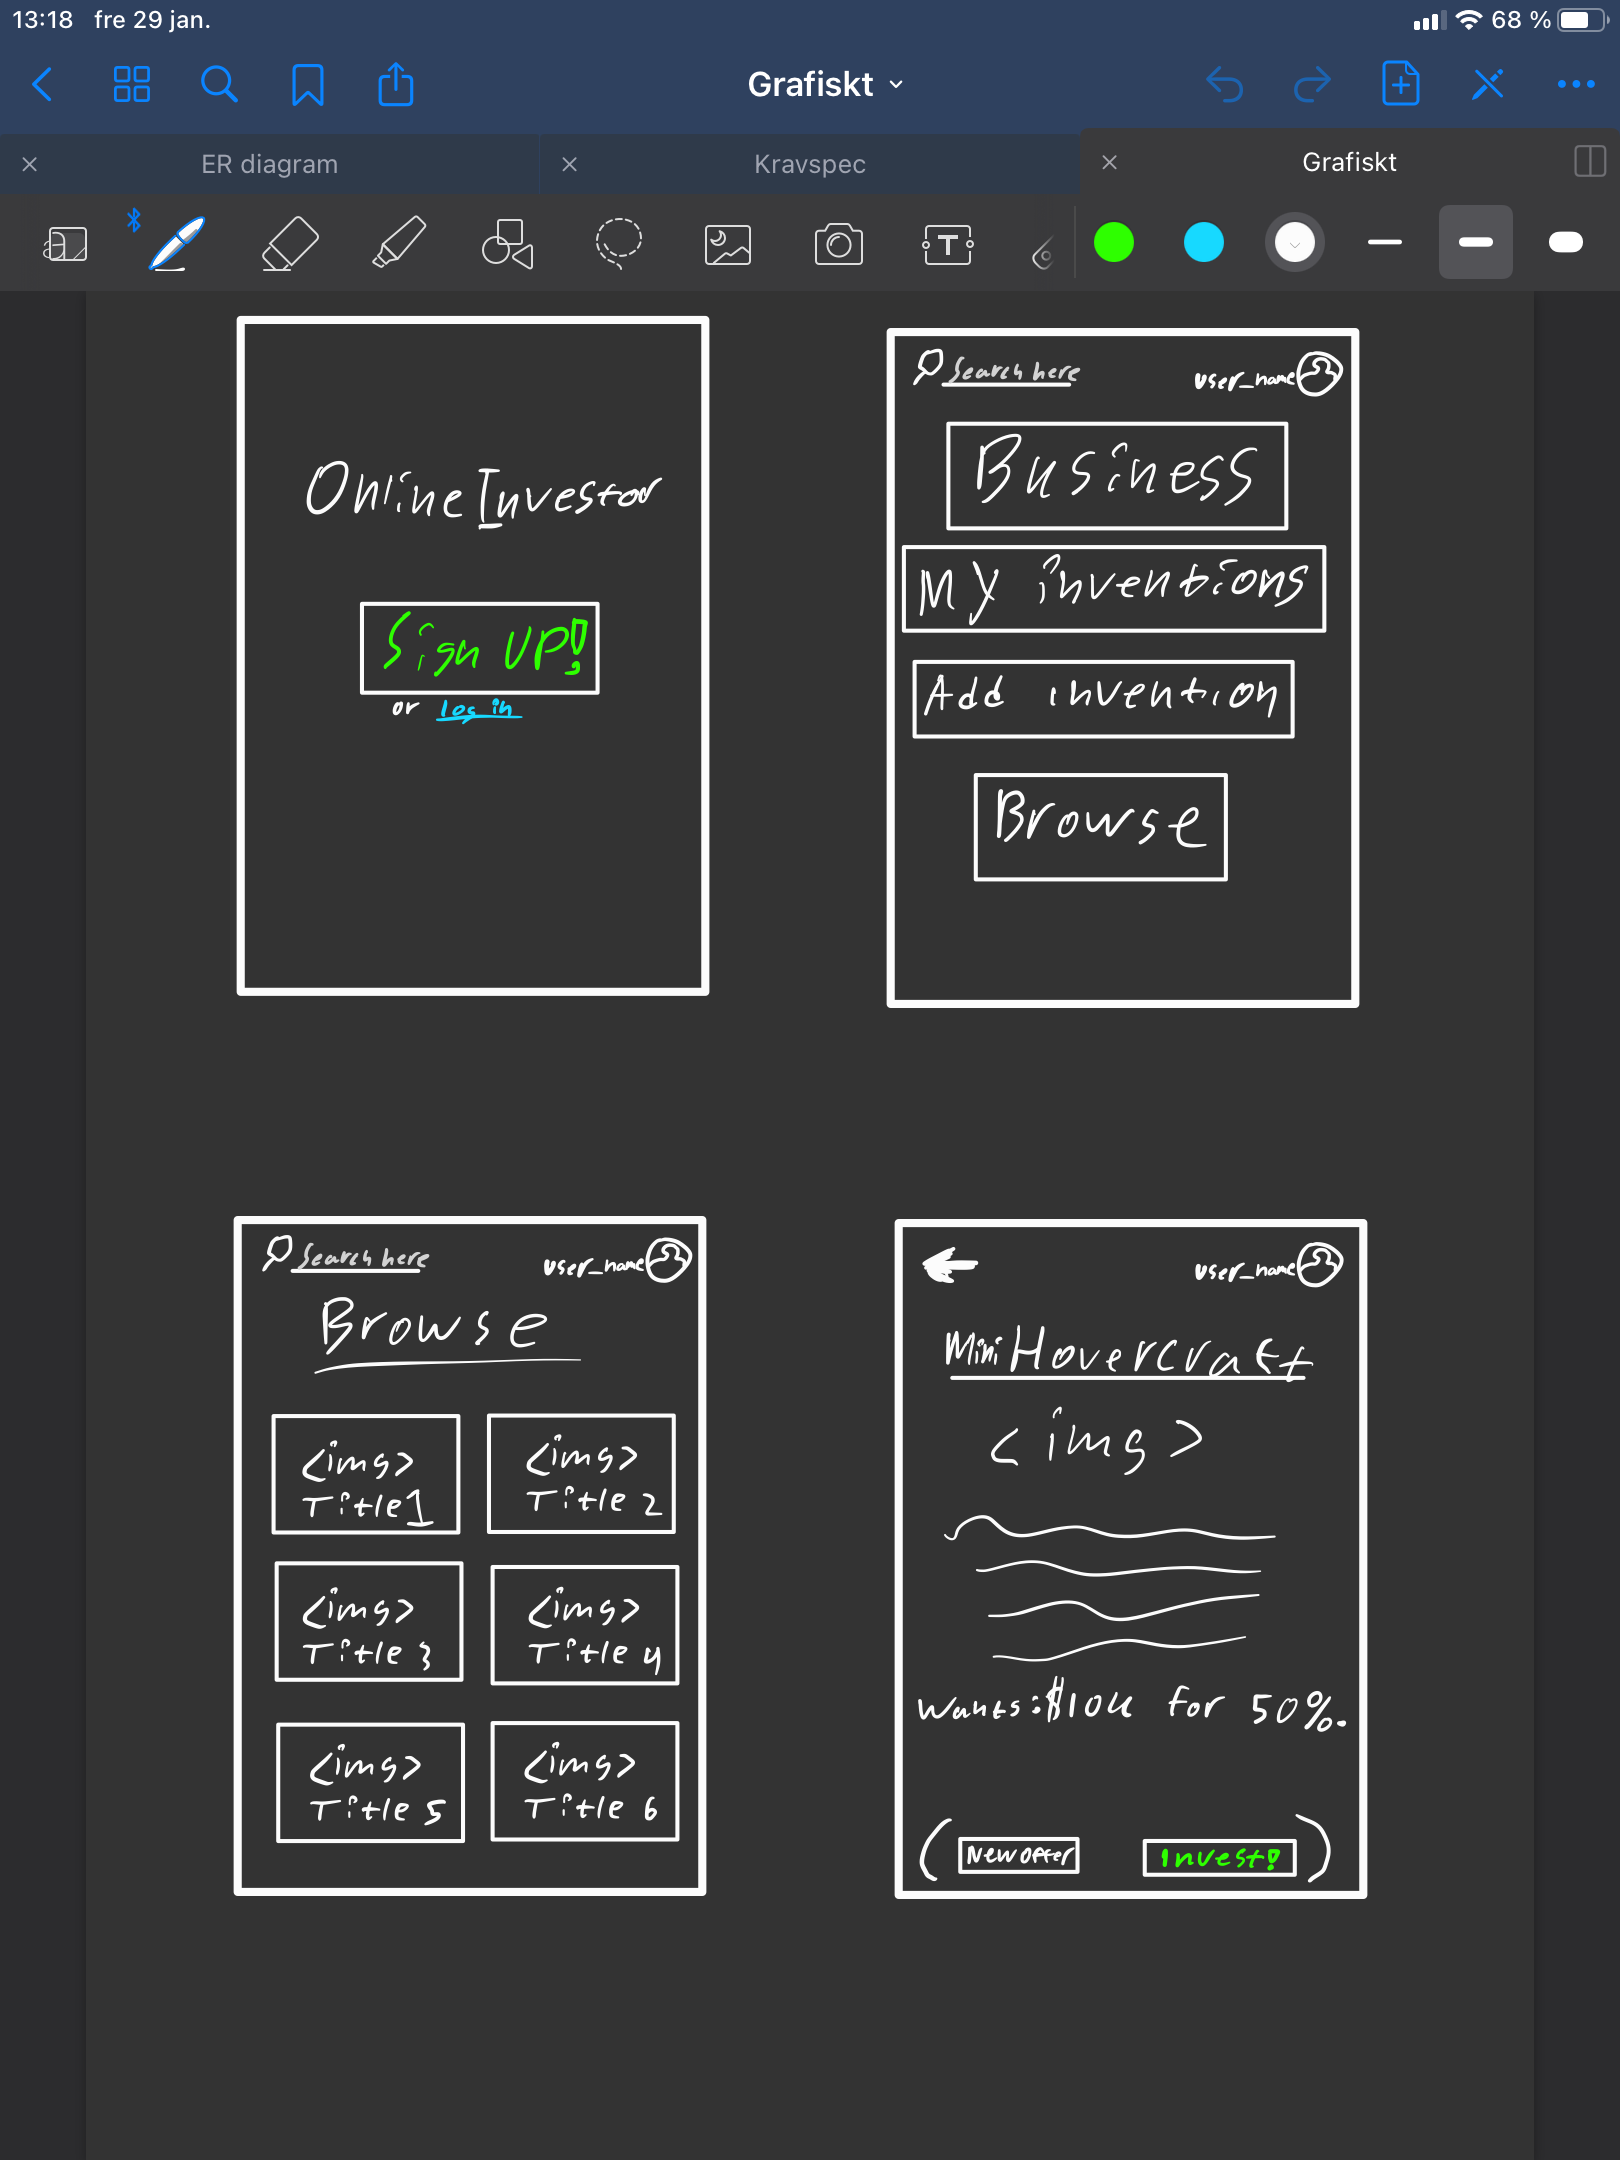 13:18 fre 29 jan.
68 %
Grafiskt
ER diagram
Kravspec
Grafiskt
T
Online Investor
Sign UP!
or log in
Search here
user_name
Business
My inventions
Add invention
Browse
Search here
user_name
Browse
<img>
Title 1
<img>
Title 2
<img>
Title 3
<img>
Title 4
<img>
Title 5
<img>
Title 6
user_name
Mini Hovercraft
<img>
Wants: $10k for 50%.
( New offer Invest! )